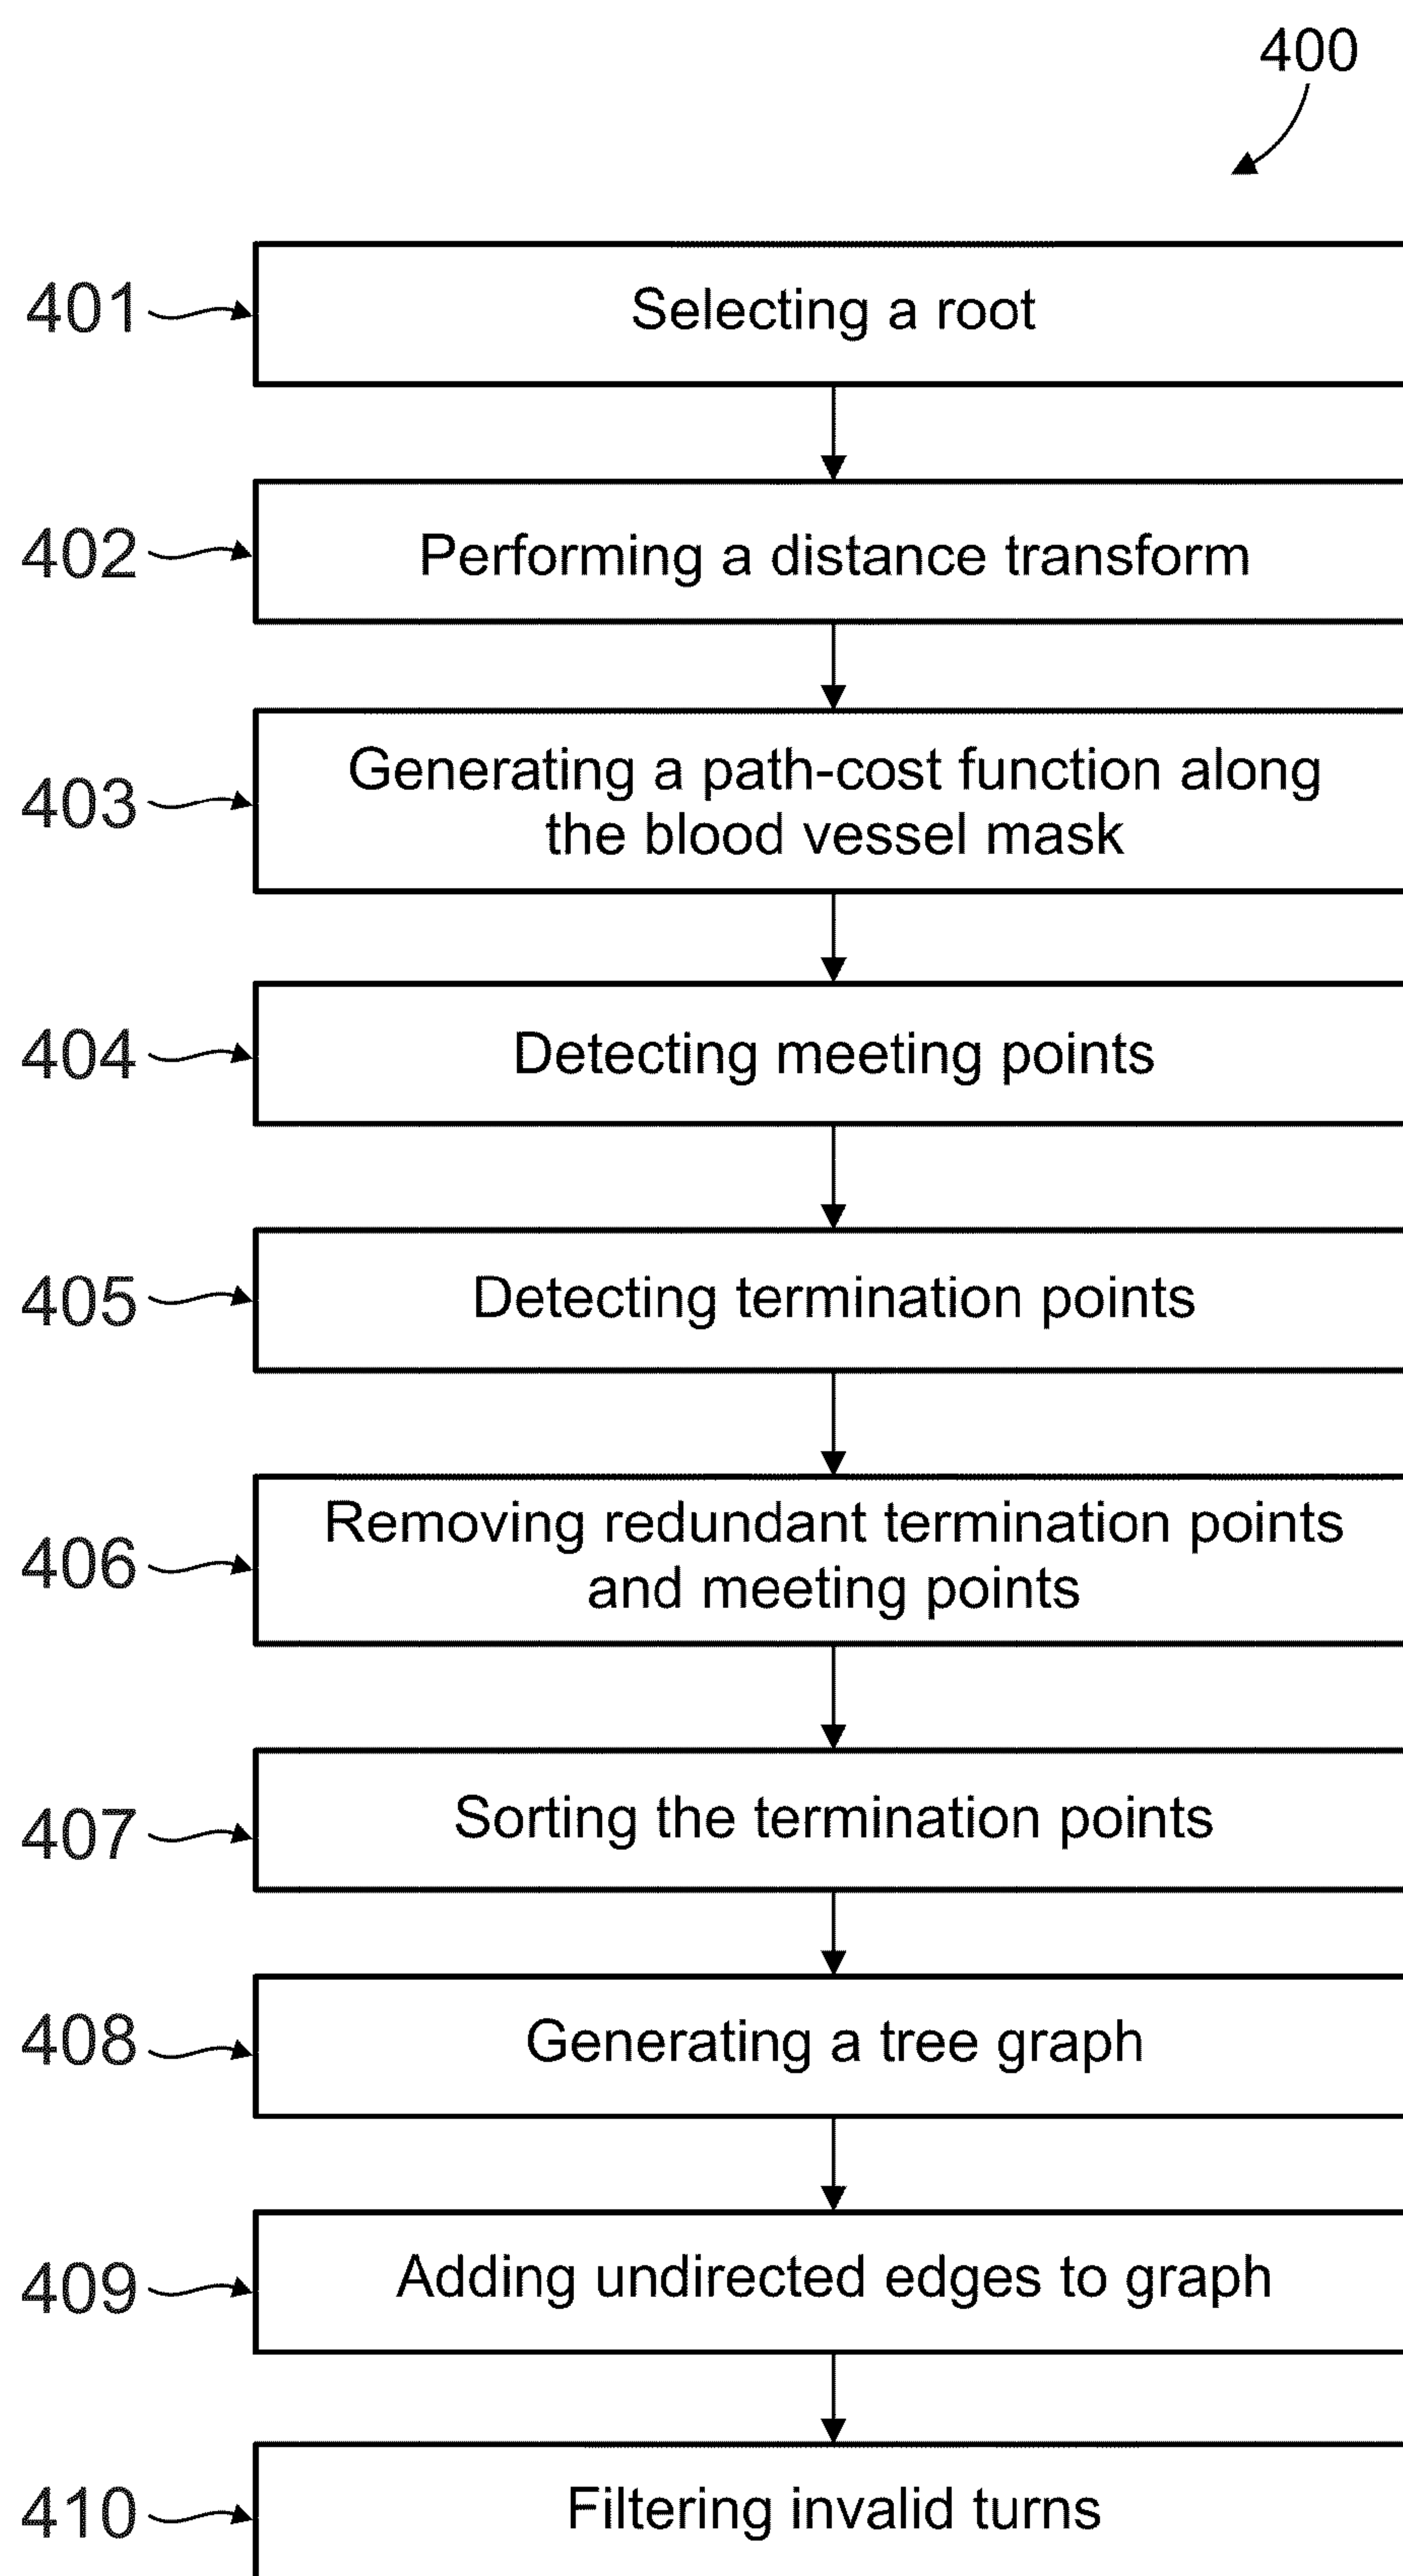 400
401
Selecting a root
402
Performing a distance transform
403
Generating a path-cost function along
the blood vessel mask
404
Detecting meeting points
405
Detecting termination points
406
Removing redundant termination points
and meeting points
407
Sorting the termination points
408
Generating a tree graph
409
Adding undirected edges to graph
410
Filtering invalid turns